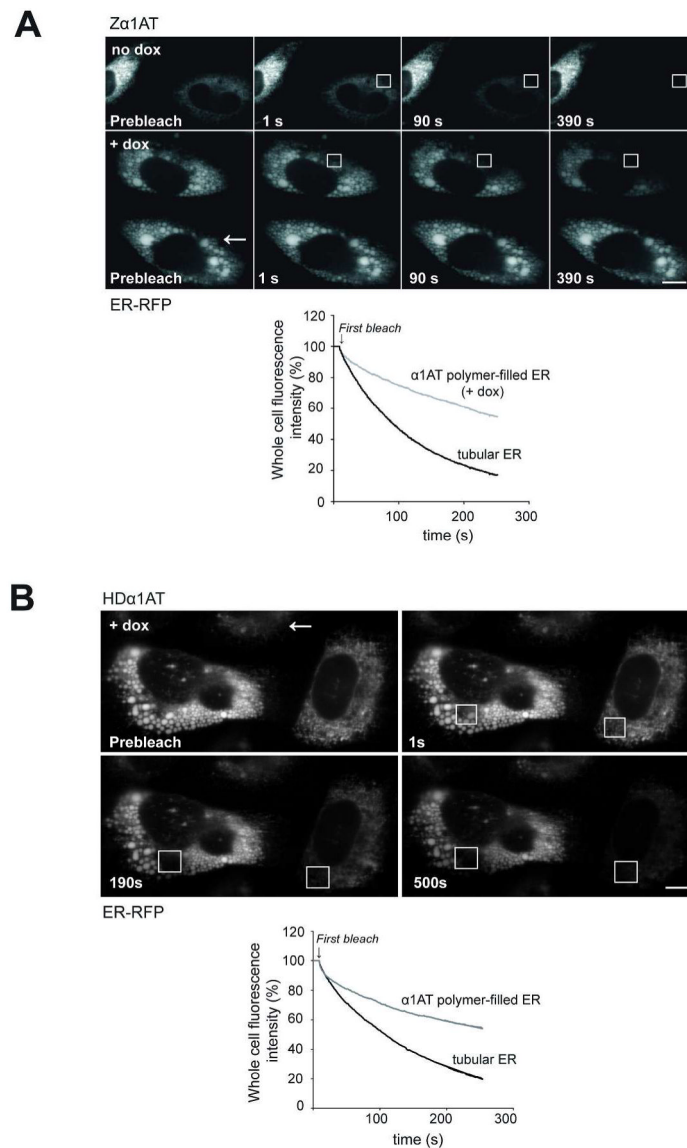 A
Zα1AT
no dox
Prebleach
1 s
90 s
390 s
+ dox
Prebleach
1 s
90 s
390 s
ER-RFP
Whole cell fluorescence
intensity (%)
120
100
80
60
40
20
0
First bleach
α1AT polymer-filled ER
(+ dox)
tubular ER
100
200
300
time (s)
B
HDα1AT
+ dox
Prebleach
1s
190s
500s
ER-RFP
Whole cell fluorescence
intensity (%)
120
100
80
60
40
20
0
First bleach
α1AT polymer-filled ER
tubular ER
100
200
300
time (s)